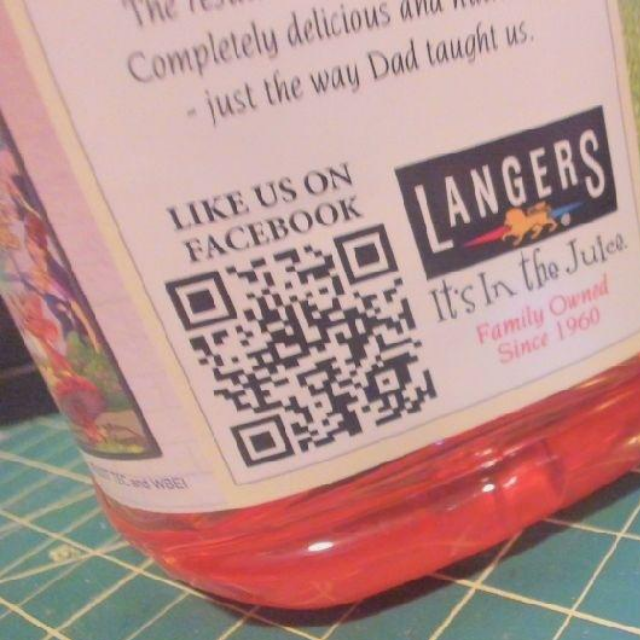 The
Completely delicious and
- just the way Dad taught us.
LIKE US ON
FACEBOOK
LANGERS
It's In the Juice.
Family Owned
Since 1960
and WBEI